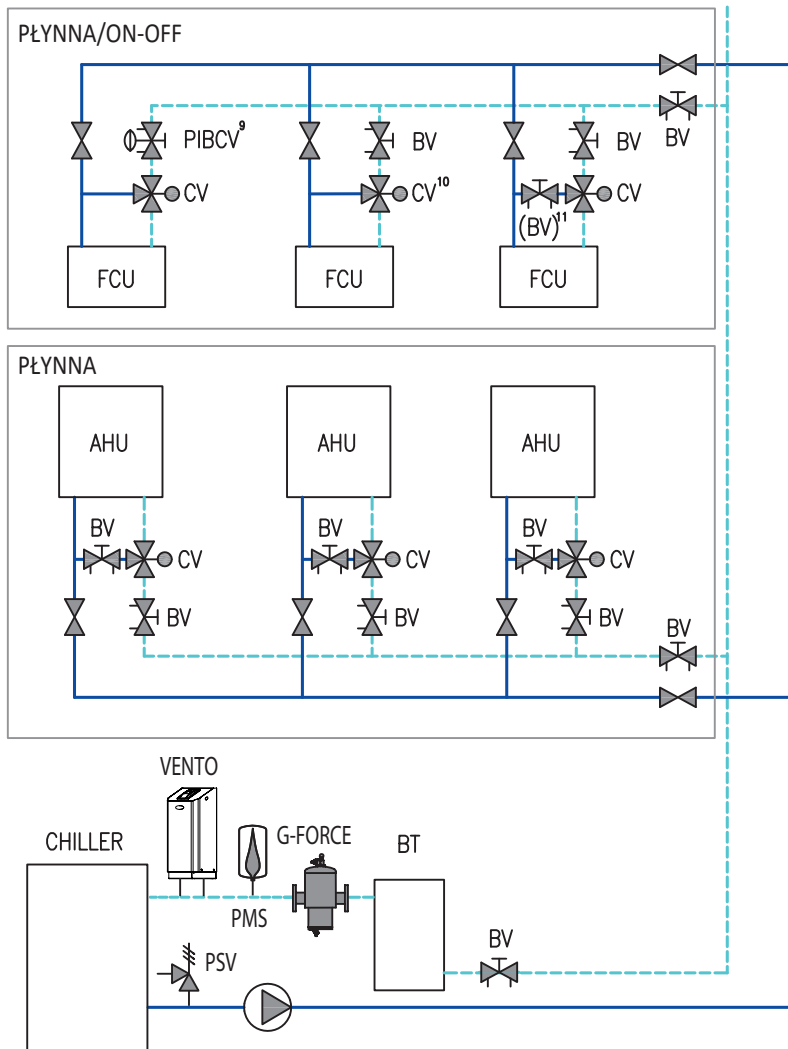 PŁYNNA/ON-OFF
BV
PIBCV⁹
BV
BV
CV
CV¹⁰
CV
(BV)¹¹
FCU
FCU
FCU
PŁYNNA
AHU
AHU
AHU
BV
BV
BV
CV
CV
CV
BV
BV
BV
BV
VENTO
CHILLER
G-FORCE
BT
PMS
BV
PSV